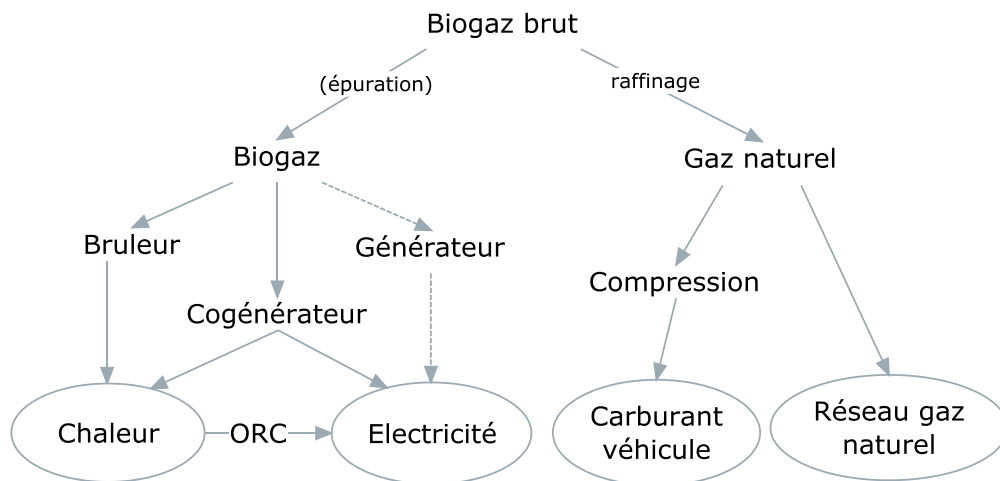 Biogaz brut
(épuration)
raffinage
Biogaz
Gaz naturel
Bruleur
Générateur
Compression
Cogénérateur
Chaleur
ORC
Electricité
Carburant
véhicule
Réseau gaz
naturel